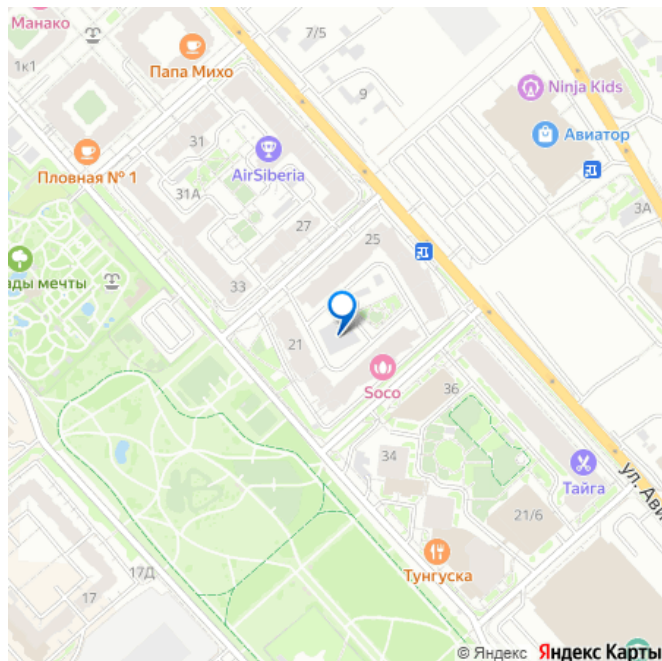 Манако
7/5
Папа Михо
1к1
Ninja Kids
9
Авиатор
31
AirSiberia
Пловная № 1
31А
3А
27
25
ады мечты
33
21
Soco
36
34
Тайга
ул. Ави
21/6
Тунгуска
17Д
17
© Яндекс Яндекс Карты